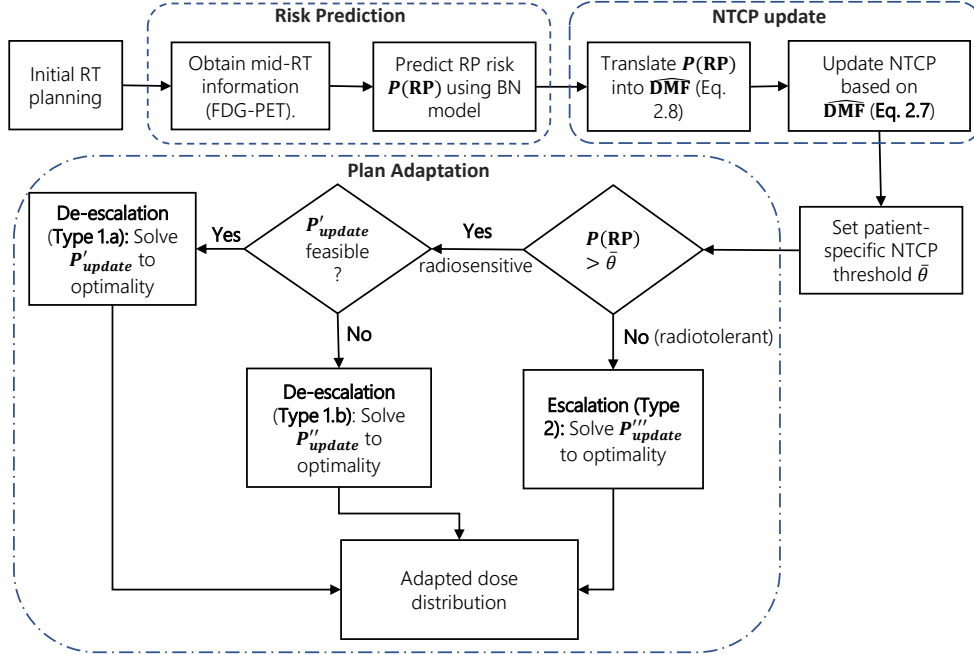 Risk Prediction
NTCP update
Initial RT
planning
Obtain mid-RT
information
(FDG-PET).
Predict RP risk
P(RP) using BN
model
Translate P(RP)
into \widehat{DMF} (Eq.
2.8)
Update NTCP
based on
\widehat{DMF} (Eq. 2.7)
Plan Adaptation
De-escalation
(Type 1.a): Solve
P'_{update} to
optimality
Yes
P'_{update}
feasible
?
Yes
radiosensitive
P(RP)
> \bar{θ}
Set patient-
specific NTCP
threshold \bar{θ}
No
No (radiotolerant)
De-escalation
(Type 1.b): Solve
P''_{update} to
optimality
Escalation (Type
2): Solve P'''_{update}
to optimality
Adapted dose
distribution